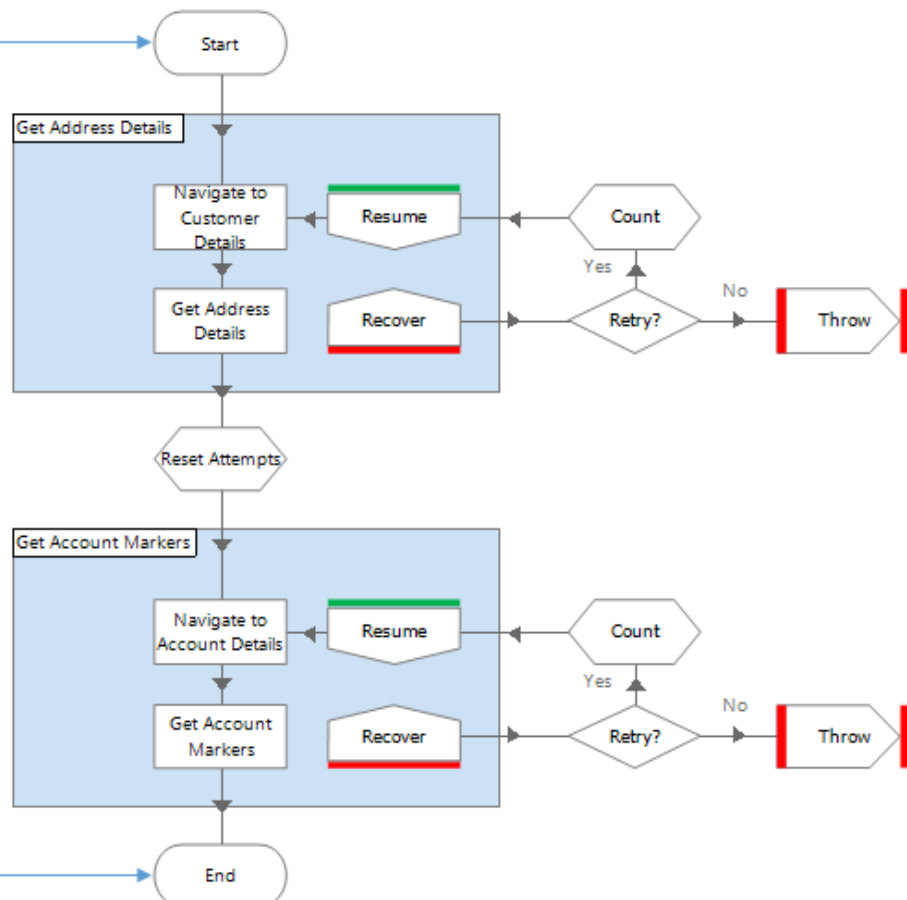 Start
Get Address Details
Navigate to
Customer
Details
Resume
Count
Yes
Get Address
Details
Recover
Retry?
No
Throw
Reset Attempts
Get Account Markers
Navigate to
Account Details
Resume
Count
Yes
Get Account
Markers
Recover
Retry?
No
Throw
End